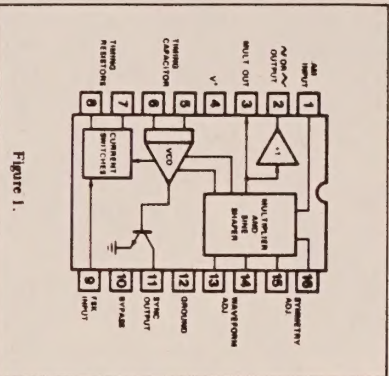 AM
INPUT
1
OR
OUTPUT
2
MULT OUT
3
V+
4
TIMING
CAPACITOR
5
6
TIMING
RESISTORS
7
8
+1
VCO
CURRENT
SWITCHES
MULTIPLIER
AND
SINE
SHAPER
16
SYMMETRY
ADJ.
15
14
WAVEFORM
ADJ.
13
12
GROUND
11
SYNC
OUTPUT
10
BYPASS
9
FSK
INPUT
Figure 1.